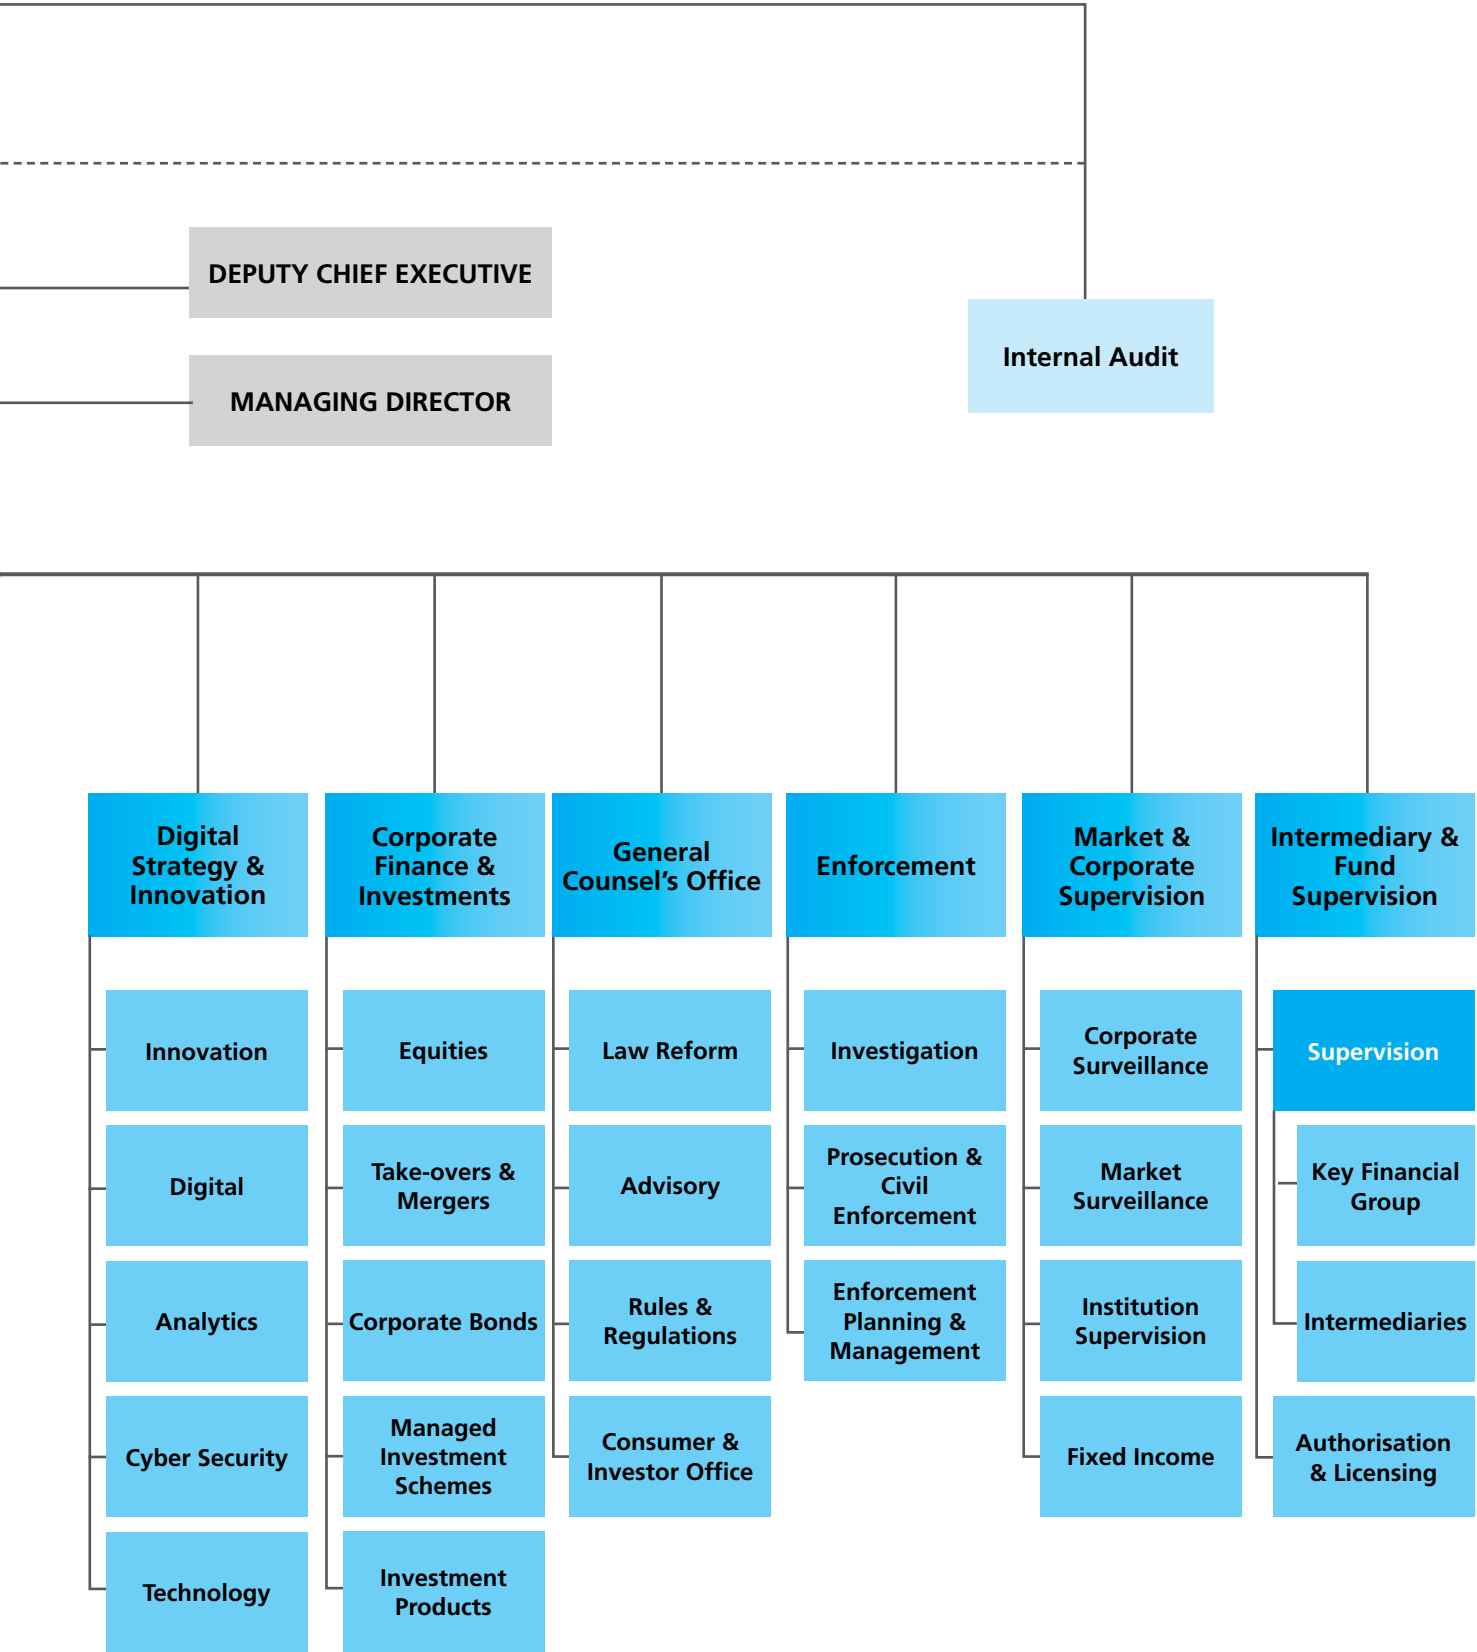 DEPUTY CHIEF EXECUTIVE
Internal Audit
MANAGING DIRECTOR
Digital
Strategy &
Innovation
Innovation
Digital
Analytics
Cyber Security
Technology
Corporate
Finance &
Investments
Equities
Take-overs &
Mergers
Corporate Bonds
Managed
Investment
Schemes
Investment
Products
General
Counsel's Office
Law Reform
Advisory
Rules &
Regulations
Consumer &
Investor Office
Enforcement
Investigation
Prosecution &
Civil
Enforcement
Enforcement
Planning &
Management
Market &
Corporate
Supervision
Corporate
Surveillance
Market
Surveillance
Institution
Supervision
Fixed Income
Intermediary &
Fund
Supervision
Supervision
Key Financial
Group
Intermediaries
Authorisation
& Licensing